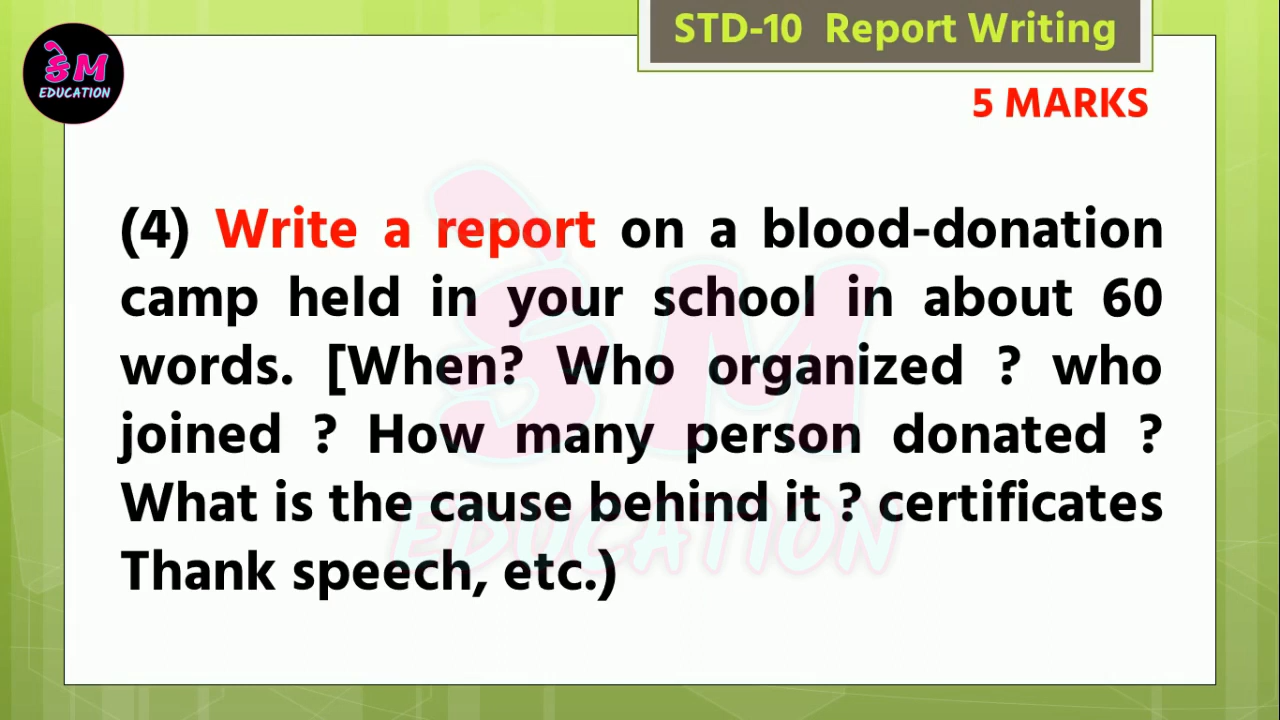 STD-10 Report Writing
કેM
EDUCATION
5 MARKS
(4) Write a report on a blood-donation
camp held in your school in about 60
words. [When? Who organized ? who
joined ? How many person donated ?
What is the cause behind it ? certificates
Thank speech, etc.)
કેM
EDUCATION